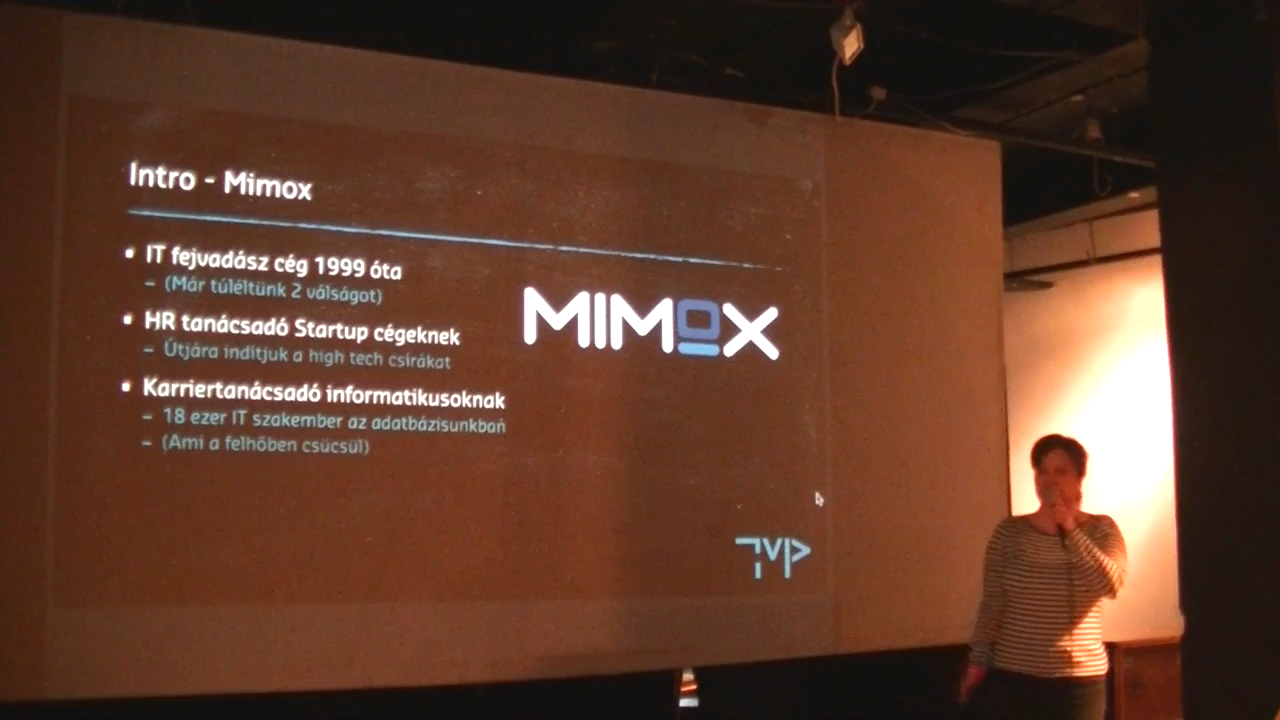 Intro - Mimox
• IT fejvadász cég 1999 óta
– (Már túléltünk 2 válságot)
• HR tanácsadó Startup cégeknek
– Útjára indítjuk a high tech csírákat
• Karriertanácsadó informatikusoknak
– 18 ezer IT szakember az adatbázisunkban
– (Ami a felhőben csücsül)
MIMOX
TVP